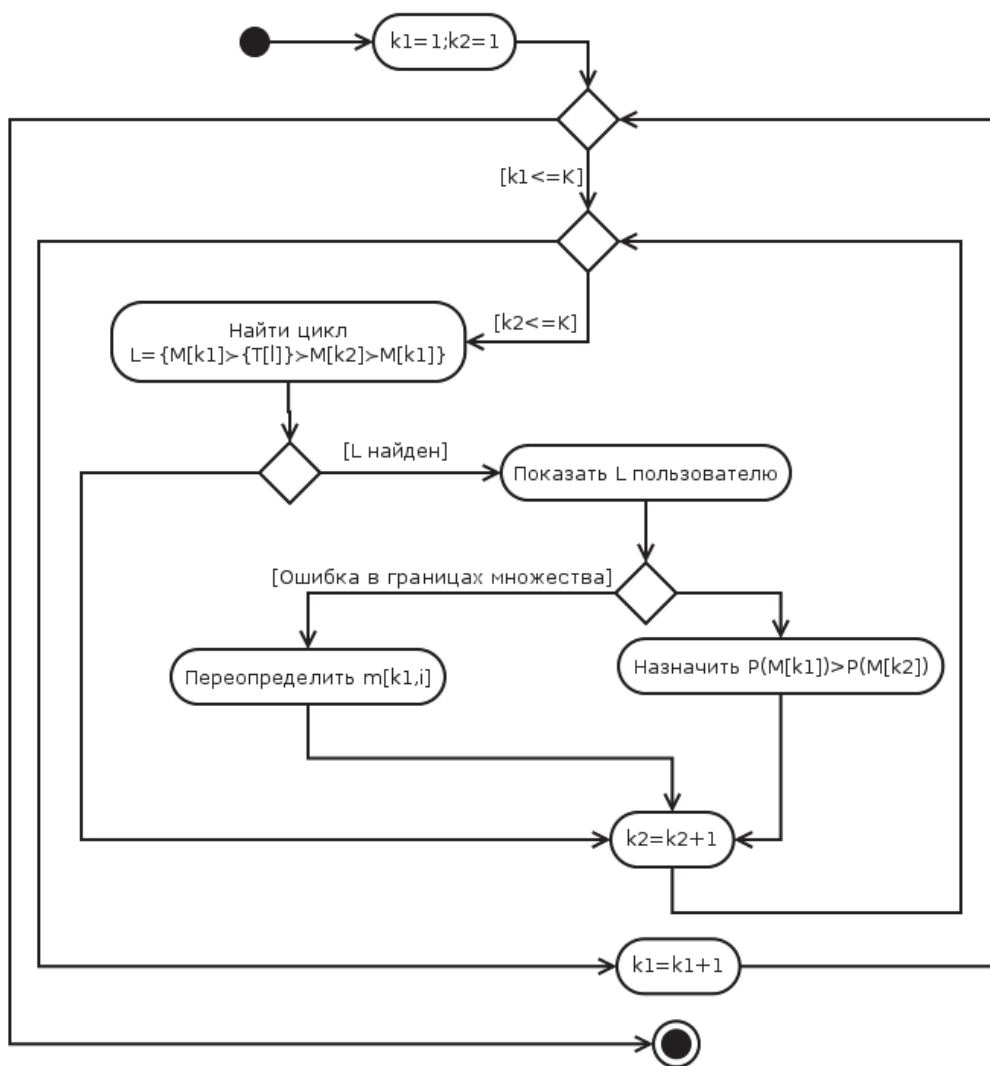 k1=1;k2=1
[k1<=K]
[k2<=K]
Найти цикл
L={M[k1]≻{T[l]}≻M[k2]≻M[k1]}
[L найден]
Показать L пользователю
[Ошибка в границах множества]
Переопределить m[k1,i]
Назначить P(M[k1])>P(M[k2])
k2=k2+1
k1=k1+1